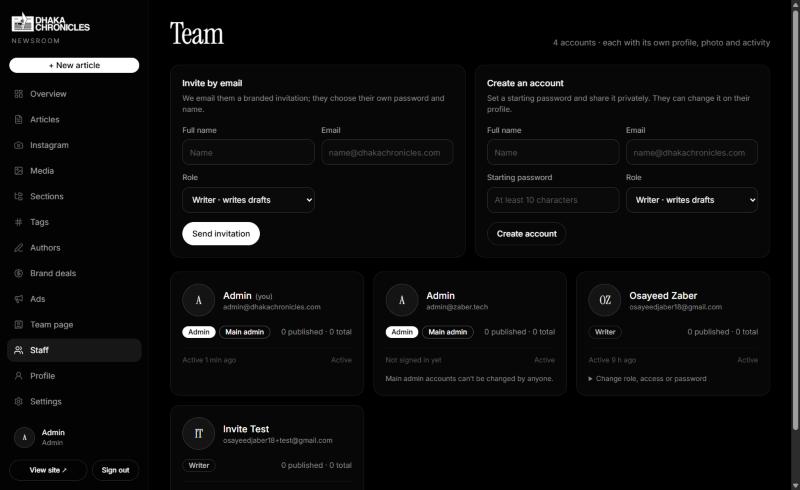 DHAKA
CHRONICLES
NEWSROOM
+ New article
Overview
Articles
Instagram
Media
Sections
Tags
Authors
Brand deals
Ads
Team page
Staff
Profile
Settings
A
Admin
Admin
View site ↗
Sign out
Team
4 accounts · each with its own profile, photo and activity
Invite by email
We email them a branded invitation; they choose their own password and
name.
Full name
Email
Name
name@dhakachronicles.com
Role
Writer · writes drafts
Send invitation
Create an account
Set a starting password and share it privately. They can change it on their
profile.
Full name
Email
Name
name@dhakachronicles.com
Starting password
Role
At least 10 characters
Writer · writes drafts
Create account
A
Admin (you)
admin@dhakachronicles.com
Admin
Main admin
0 published · 0 total
Active 1 min ago
Active
A
Admin
admin@zaber.tech
Admin
Main admin
0 published · 0 total
Not signed in yet
Active
Main admin accounts can't be changed by anyone.
OZ
Osayeed Zaber
osayeedjaber18@gmail.com
Writer
0 published · 0 total
Active 9 h ago
Active
▶ Change role, access or password
IT
Invite Test
osayeedjaber18+test@gmail.com
Writer
0 published · 0 total